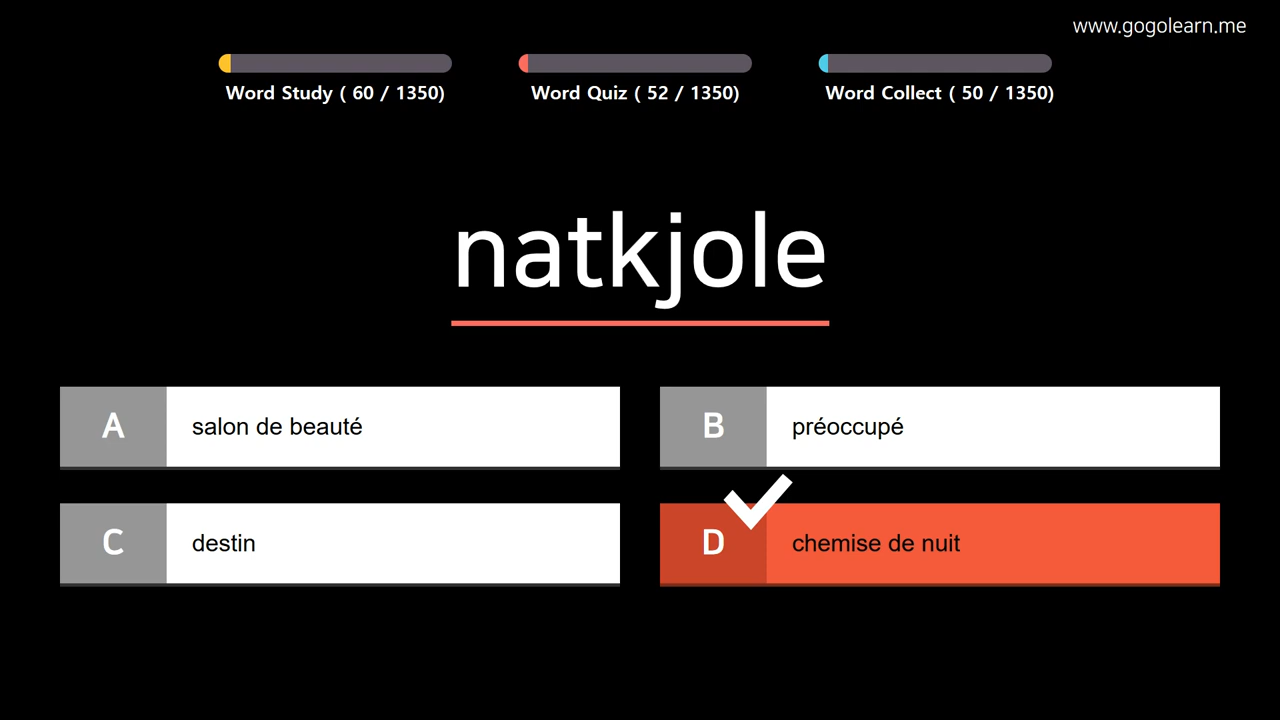 www.gogolearn.me
Word Study ( 60 / 1350)
Word Quiz ( 52 / 1350)
Word Collect ( 50 / 1350)
natkjole
A
salon de beauté
B
préoccupé
C
destin
D
chemise de nuit